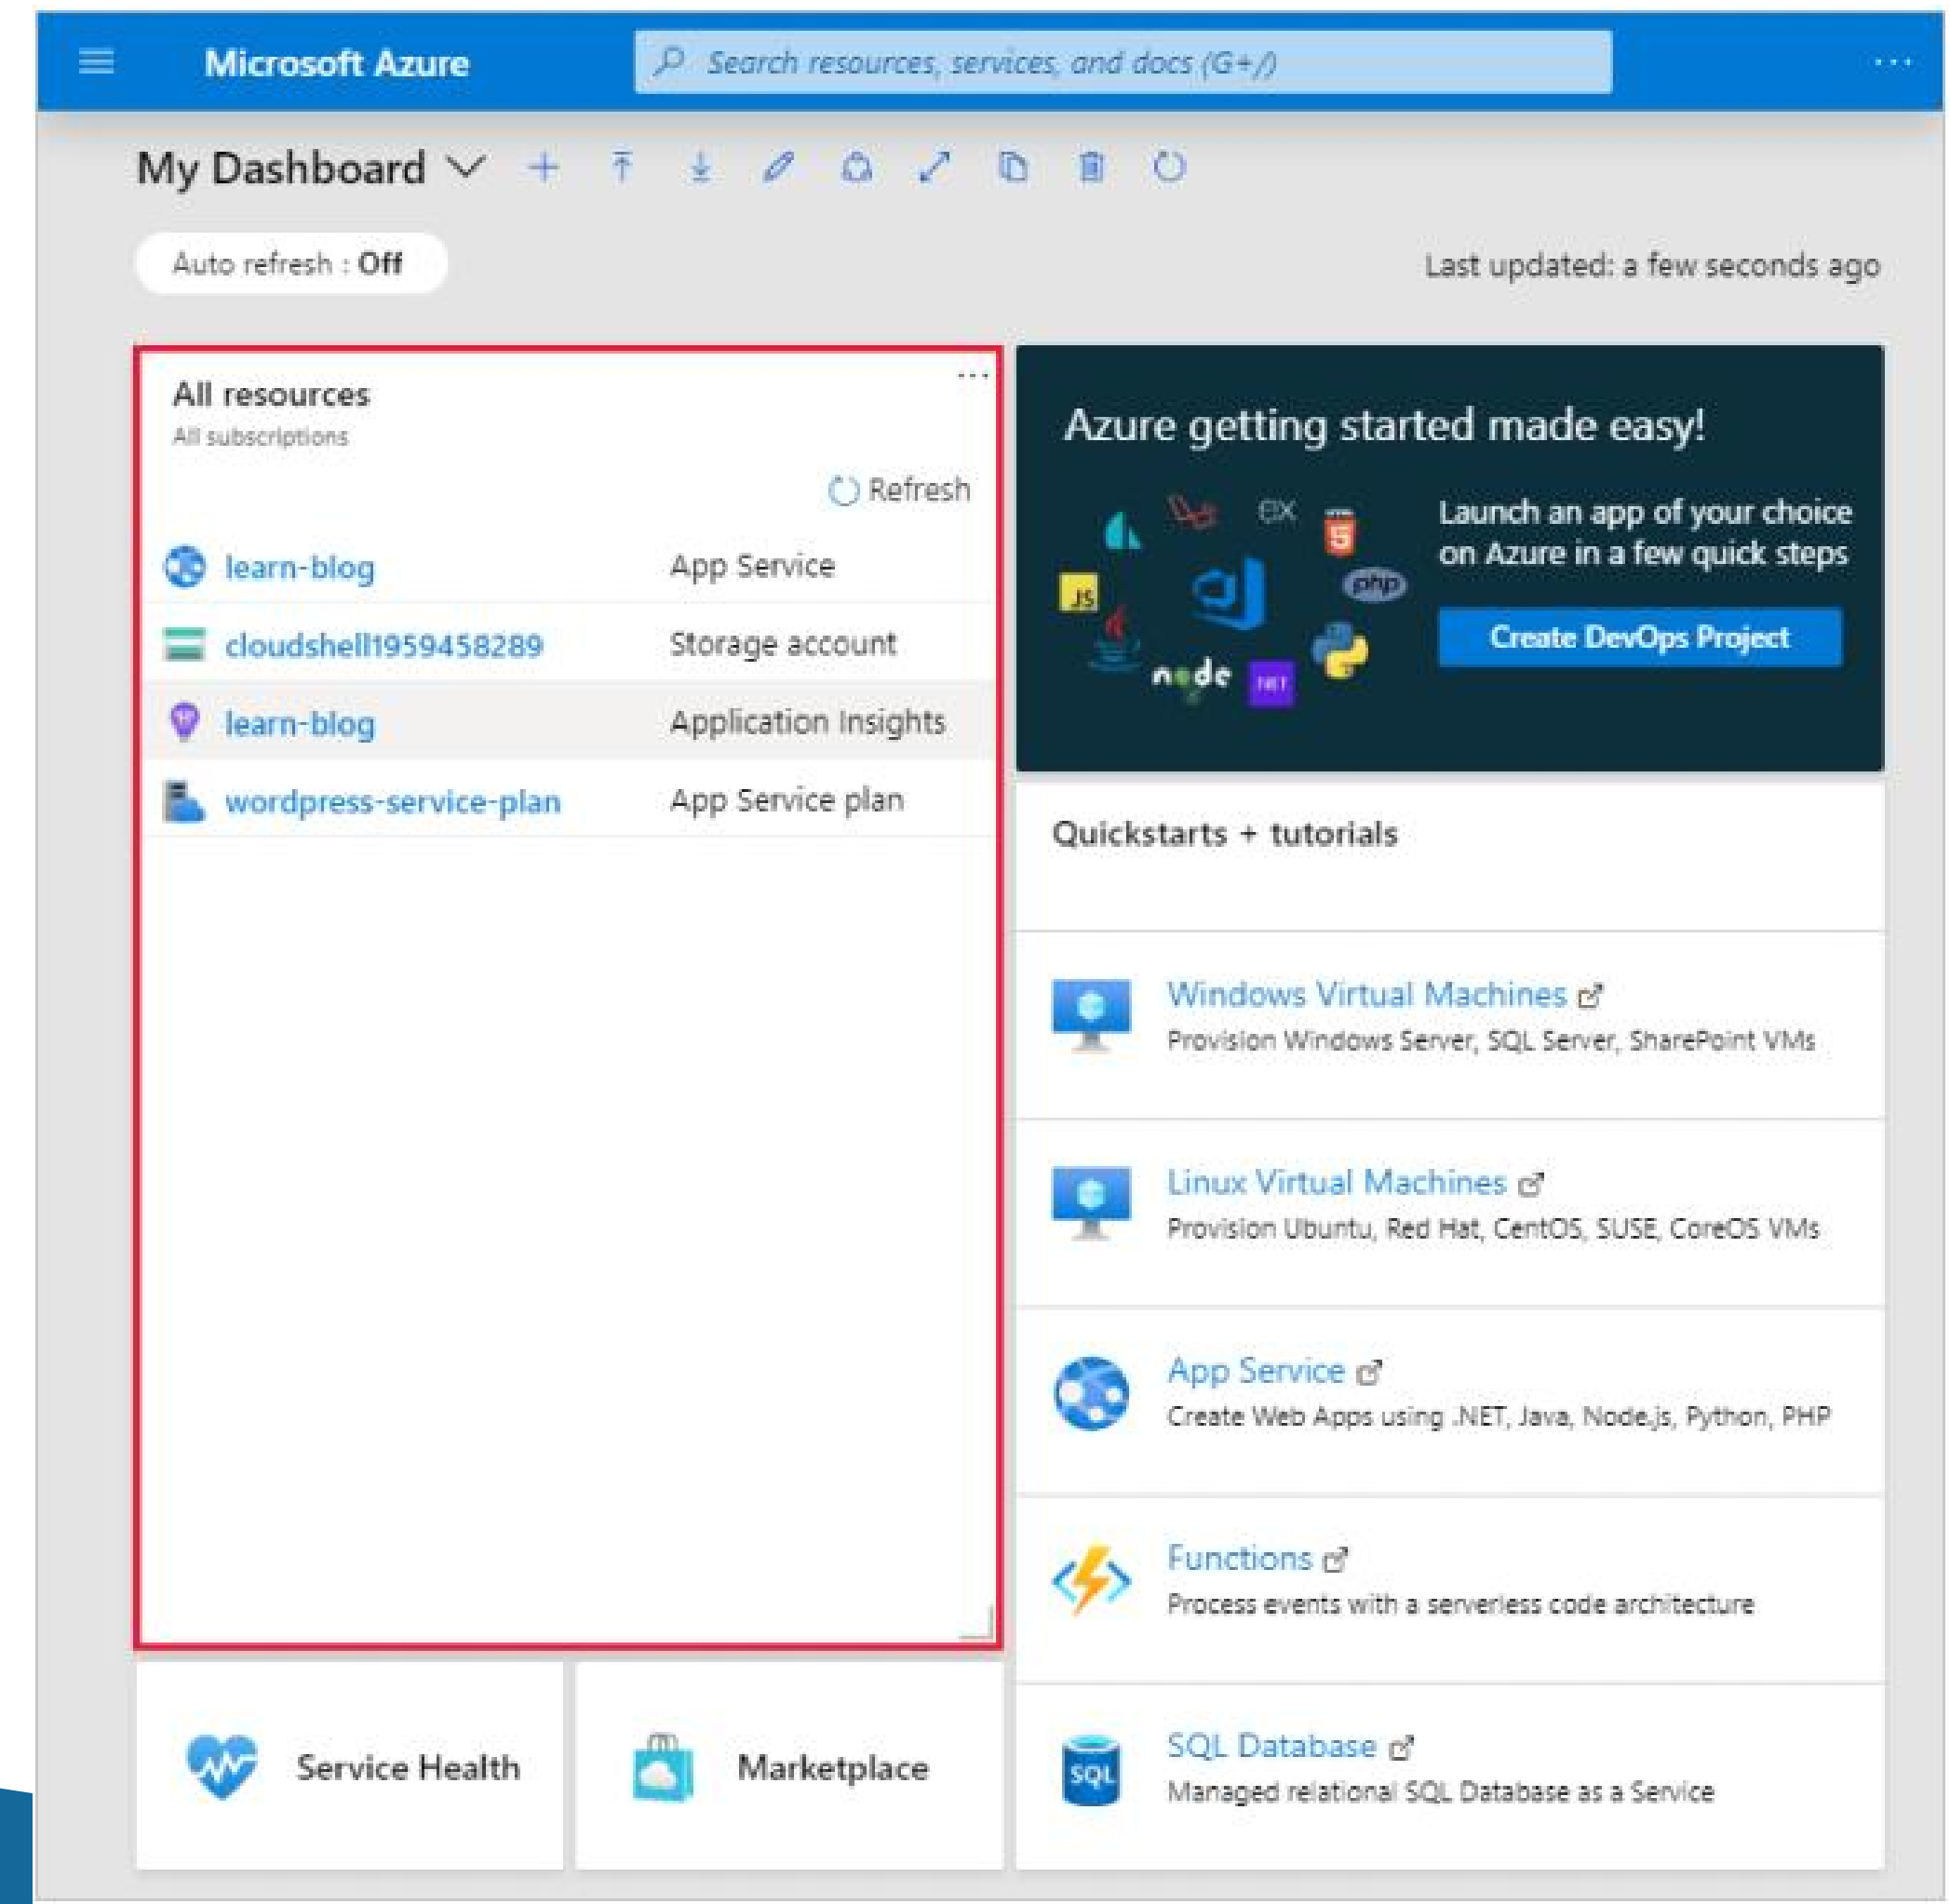 Microsoft Azure
Search resources, services, and docs (G+/)
My Dashboard
Auto refresh : Off
Last updated: a few seconds ago
All resources
All subscriptions
Refresh
learn-blog App Service
cloudshell1959458289 Storage account
learn-blog Application Insights
wordpress-service-plan App Service plan
Service Health
Marketplace
Azure getting started made easy!
ex
5
JS
php
node
NET
Launch an app of your choice
on Azure in a few quick steps
Create DevOps Project
Quickstarts + tutorials
Windows Virtual Machines
Provision Windows Server, SQL Server, SharePoint VMs
Linux Virtual Machines
Provision Ubuntu, Red Hat, CentOS, SUSE, CoreOS VMs
App Service
Create Web Apps using .NET, Java, Node.js, Python, PHP
Functions
Process events with a serverless code architecture
SQL
SQL Database
Managed relational SQL Database as a Service